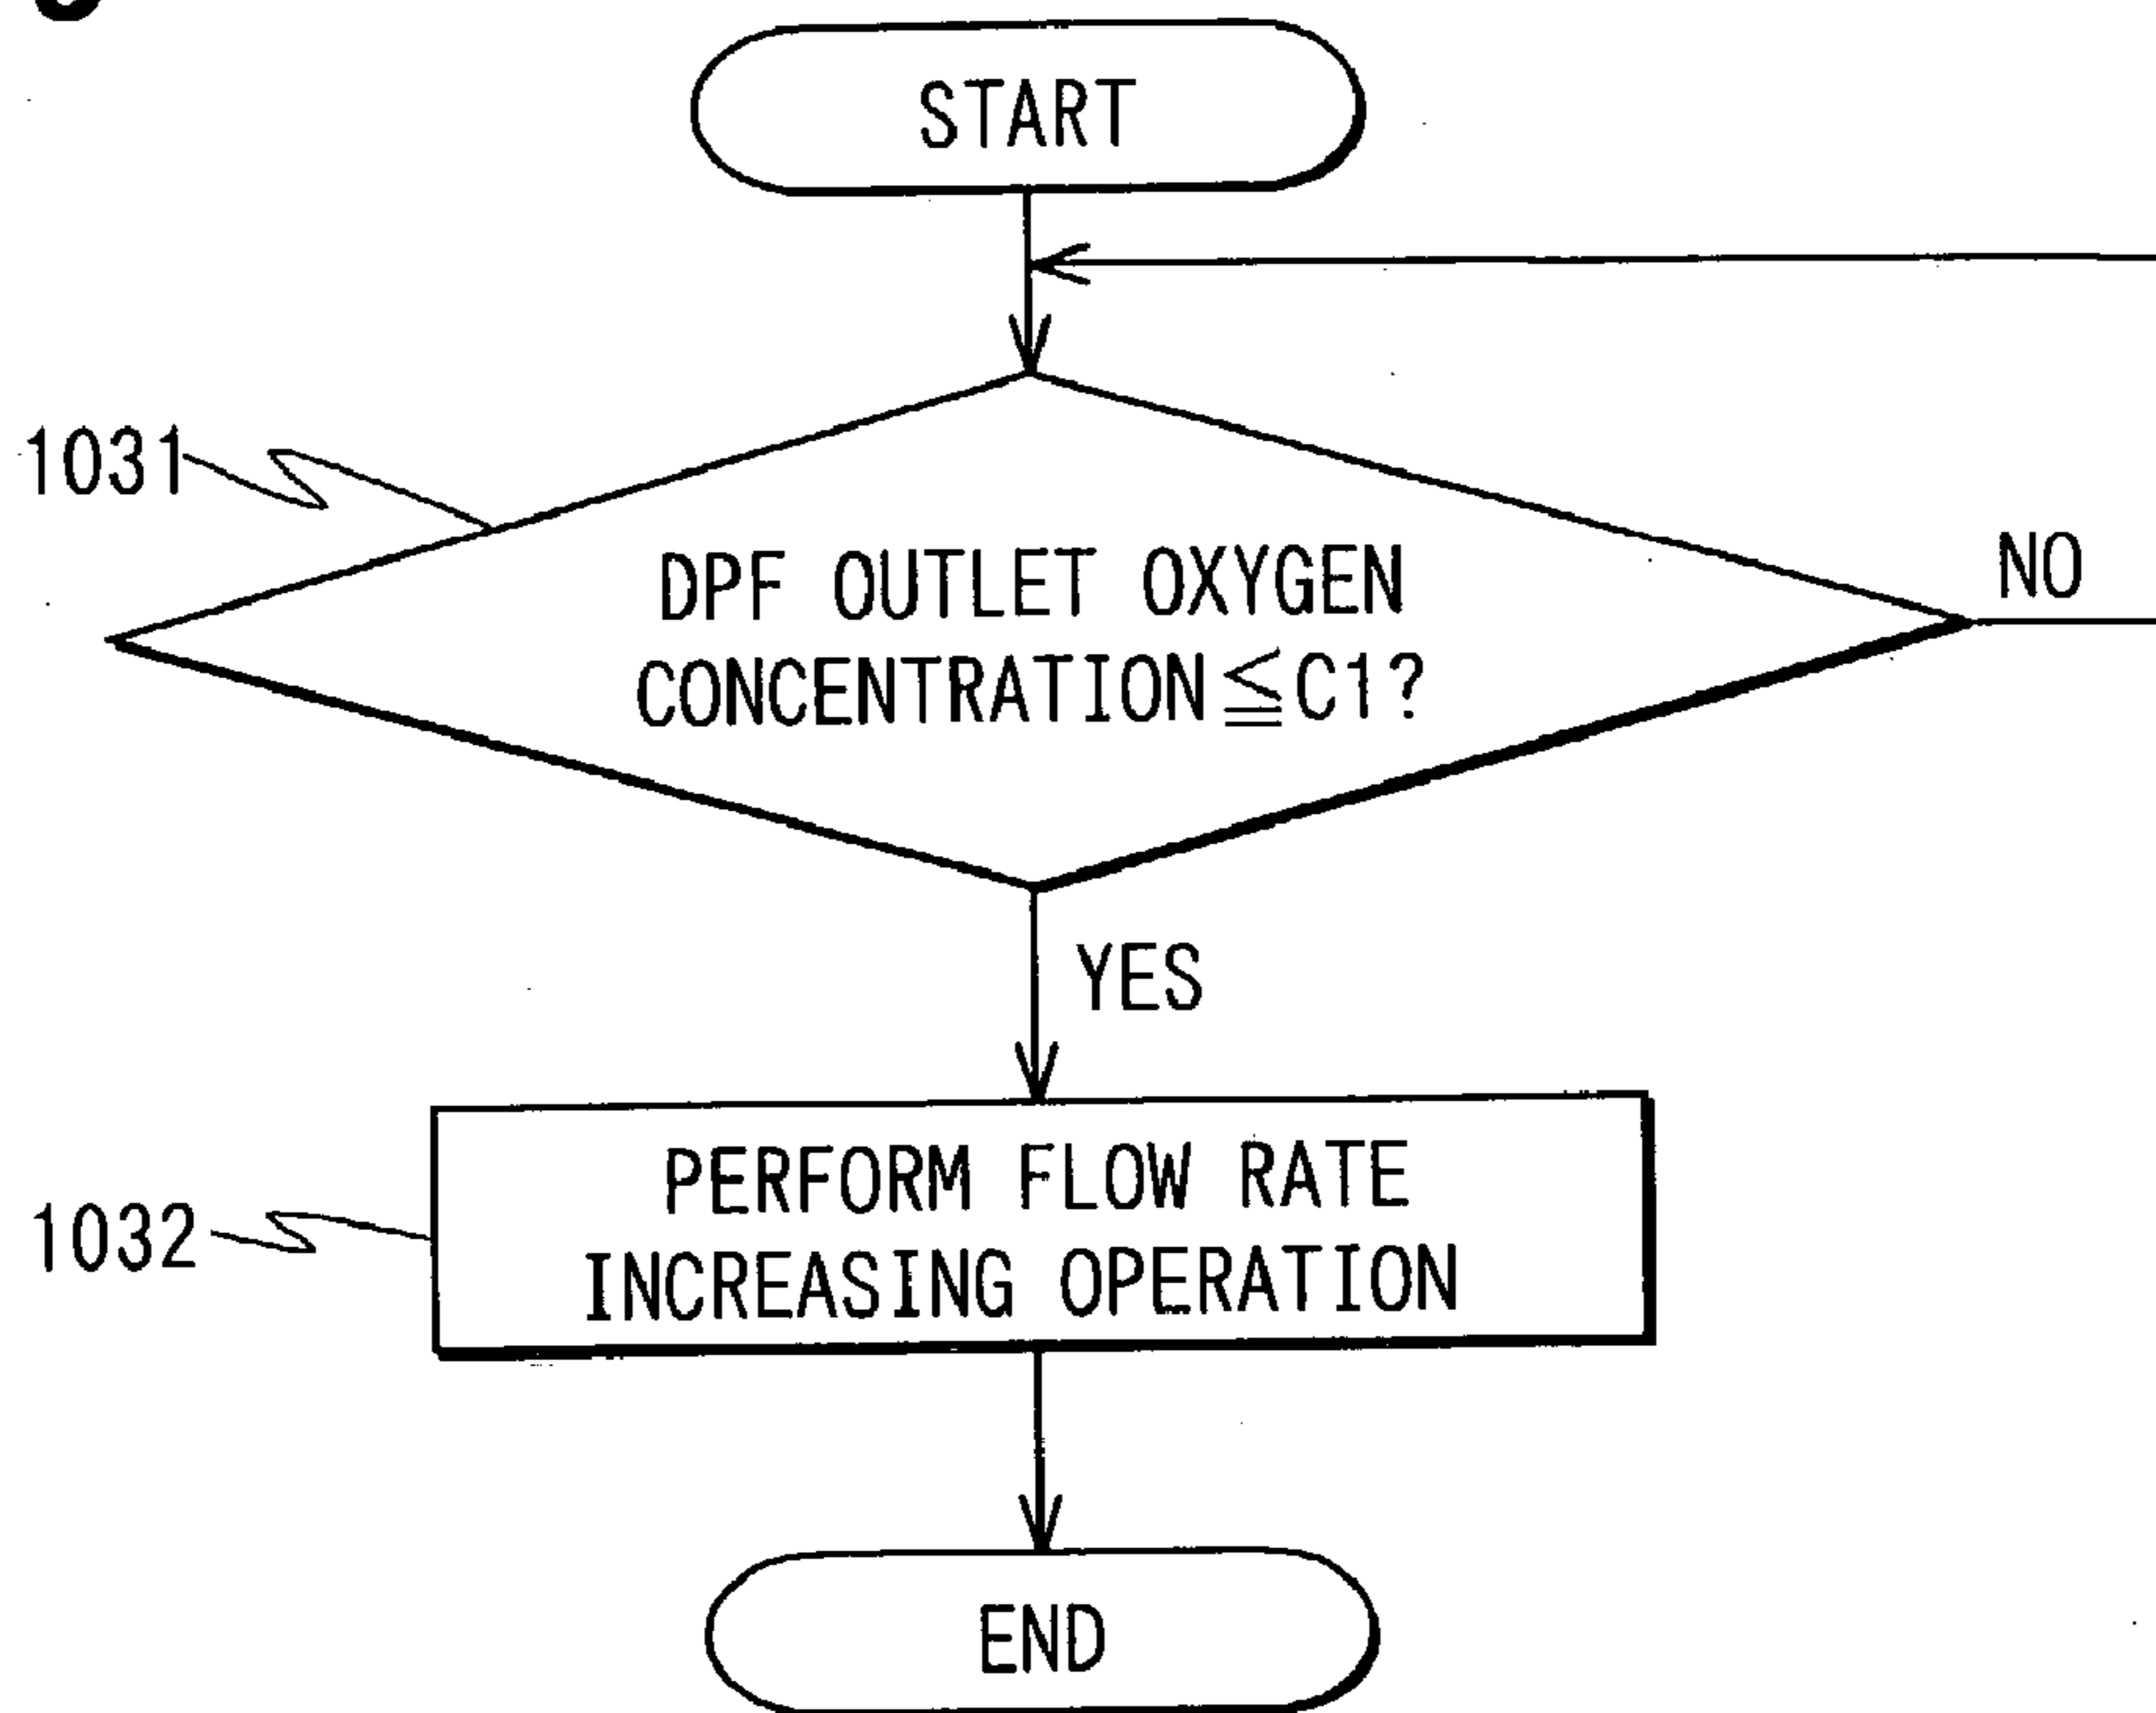 START
1031
DPF OUTLET OXYGEN
CONCENTRATION≦C1?
NO
YES
1032
PERFORM FLOW RATE
INCREASING OPERATION
END